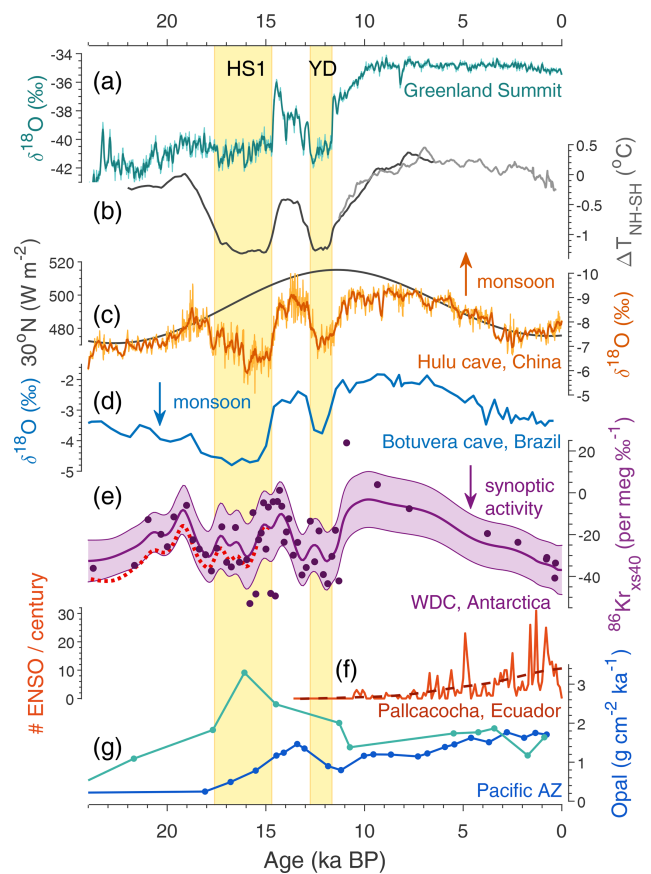 20 15 10 5 0
HS1 YD
-34
-36
-38
-40
-42
δ¹⁸O (‰)
(a)
Greenland Summit
0.5
0
-0.5
-1
ΔT_NH-SH (°C)
(b)
520
500
480
30°N (W m⁻²)
(c)
monsoon
-10
-9
-8
-7
-6
-5
δ¹⁸O (‰)
Hulu cave, China
-2
-3
-4
-5
δ¹⁸O (‰)
(d)
monsoon
Botuvera cave, Brazil
20
0
-20
-40
⁸⁶Kr_xs40 (per meg ‰⁻¹)
(e)
synoptic
activity
WDC, Antarctica
30
20
10
0
# ENSO / century
(f)
Pallcacocha, Ecuador
3
2
1
0
Opal (g cm⁻² ka⁻¹)
(g)
Pacific AZ
20 15 10 5 0
Age (ka BP)